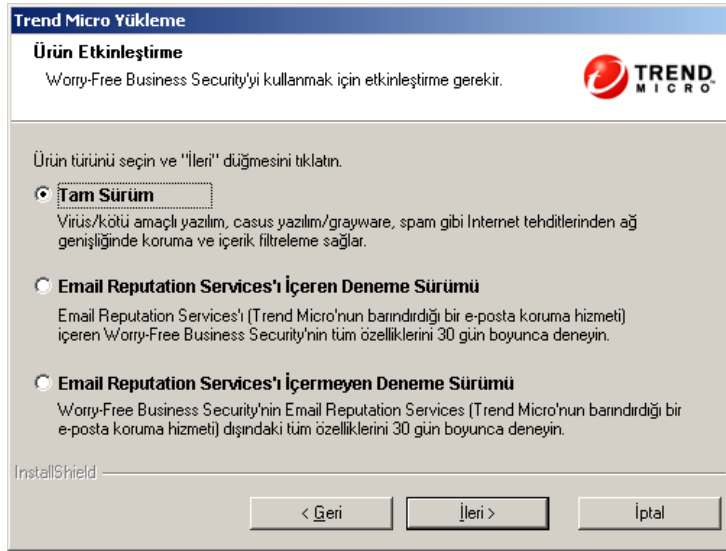 Trend Micro Yükleme
Ürün Etkinleştirme
Worry-Free Business Security'yi kullanmak için etkinleştirme gerekir.
TREND
MICRO
Ürün türünü seçin ve "İleri" düğmesini tıklatın.
Tam Sürüm
Virüs/kötü amaçlı yazılım, casus yazılım/grayware, spam gibi Internet tehditlerinden ağ
genişliğinde koruma ve içerik filtreleme sağlar.
Email Reputation Services'ı İçeren Deneme Sürümü
Email Reputation Services'ı (Trend Micro'nun barındırdığı bir e-posta koruma hizmeti)
içeren Worry-Free Business Security'nin tüm özelliklerini 30 gün boyunca deneyin.
Email Reputation Services'ı İçermeyen Deneme Sürümü
Worry-Free Business Security'nin Email Reputation Services (Trend Micro'nun barındırdığı bir
e-posta koruma hizmeti) dışındaki tüm özelliklerini 30 gün boyunca deneyin.
InstallShield
< Geri
İleri >
İptal